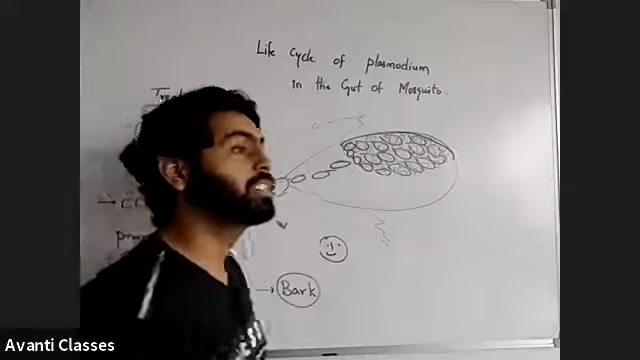 Life cycle of plasmodium
in the Gut of Mosquito.
→ Bark
Avanti Classes